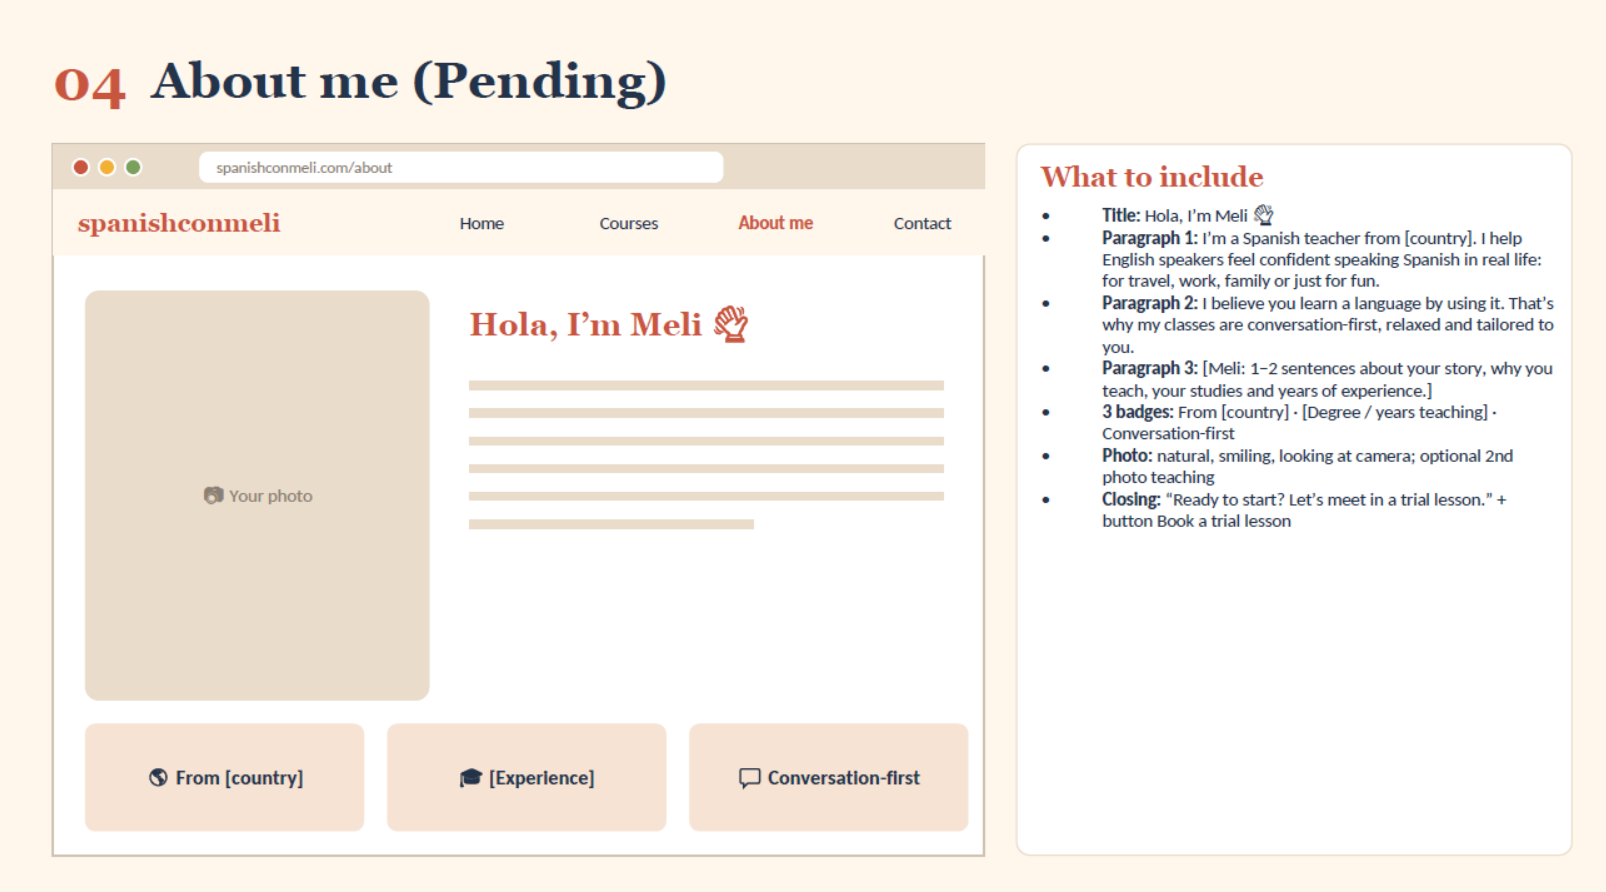 04 About me (Pending)
spanishconmeli.com/about
spanishconmeli Home Courses About me Contact
📷 Your photo
Hola, I’m Meli 👋
🌎 From [country]
🎓 [Experience]
💬 Conversation-first
What to include
• Title: Hola, I’m Meli 👋
• Paragraph 1: I’m a Spanish teacher from [country]. I help
English speakers feel confident speaking Spanish in real life:
for travel, work, family or just for fun.
• Paragraph 2: I believe you learn a language by using it. That’s
why my classes are conversation-first, relaxed and tailored to
you.
• Paragraph 3: [Meli: 1–2 sentences about your story, why you
teach, your studies and years of experience.]
• 3 badges: From [country] · [Degree / years teaching] ·
Conversation-first
• Photo: natural, smiling, looking at camera; optional 2nd
photo teaching
• Closing: “Ready to start? Let’s meet in a trial lesson.” +
button Book a trial lesson